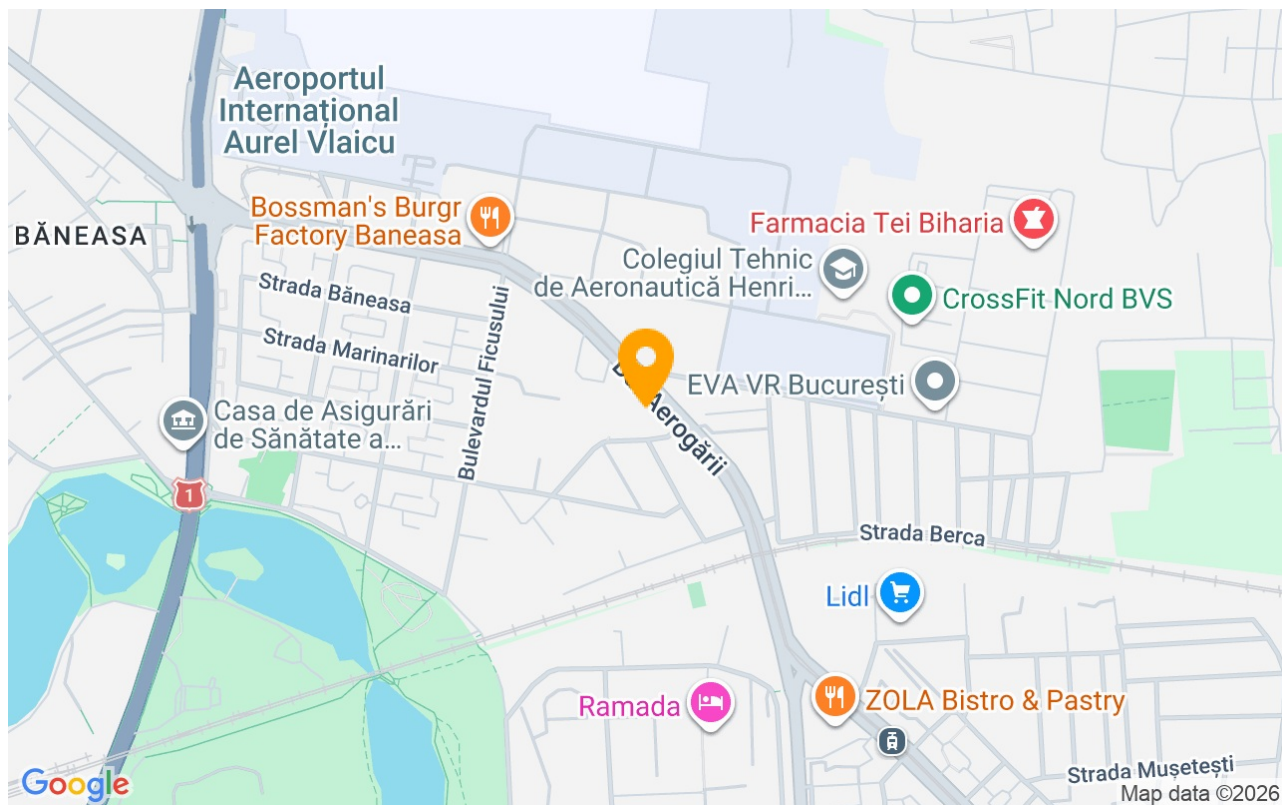 Aeroportul
Internațional
Aurel Vlaicu
Bossman's Burgr
Factory Baneasa
BĂNEASA
Farmacia Tei Biharia
Colegiul Tehnic
de Aeronautică Henri...
CrossFit Nord BVS
Strada Băneasa
Strada Marinarilor
Bulevardul Ficusului
Aerogării
EVA VR București
Casa de Asigurări
de Sănătate a...
1
Strada Berca
Lidl
Ramada
ZOLA Bistro & Pastry
Strada Mușetești
Google
Map data ©2026